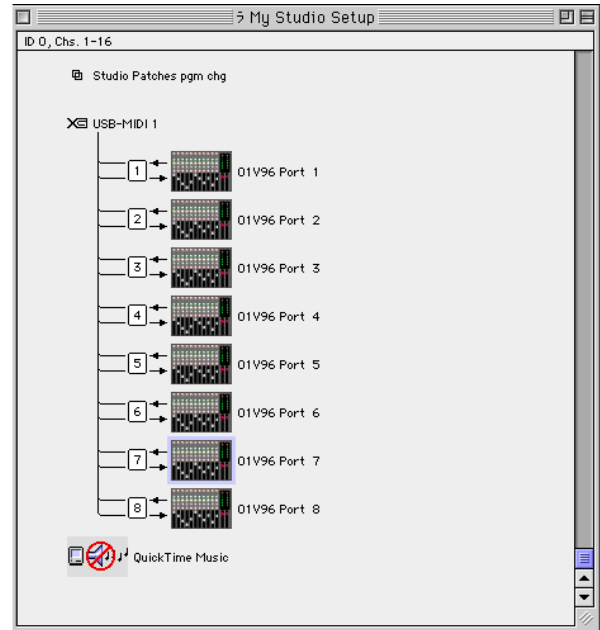 My Studio Setup
ID 0, Chs. 1-16
Studio Patches pgm chg
USB-MIDI 1
1 01V96 Port 1
2 01V96 Port 2
3 01V96 Port 3
4 01V96 Port 4
5 01V96 Port 5
6 01V96 Port 6
7 01V96 Port 7
8 01V96 Port 8
QuickTime Music